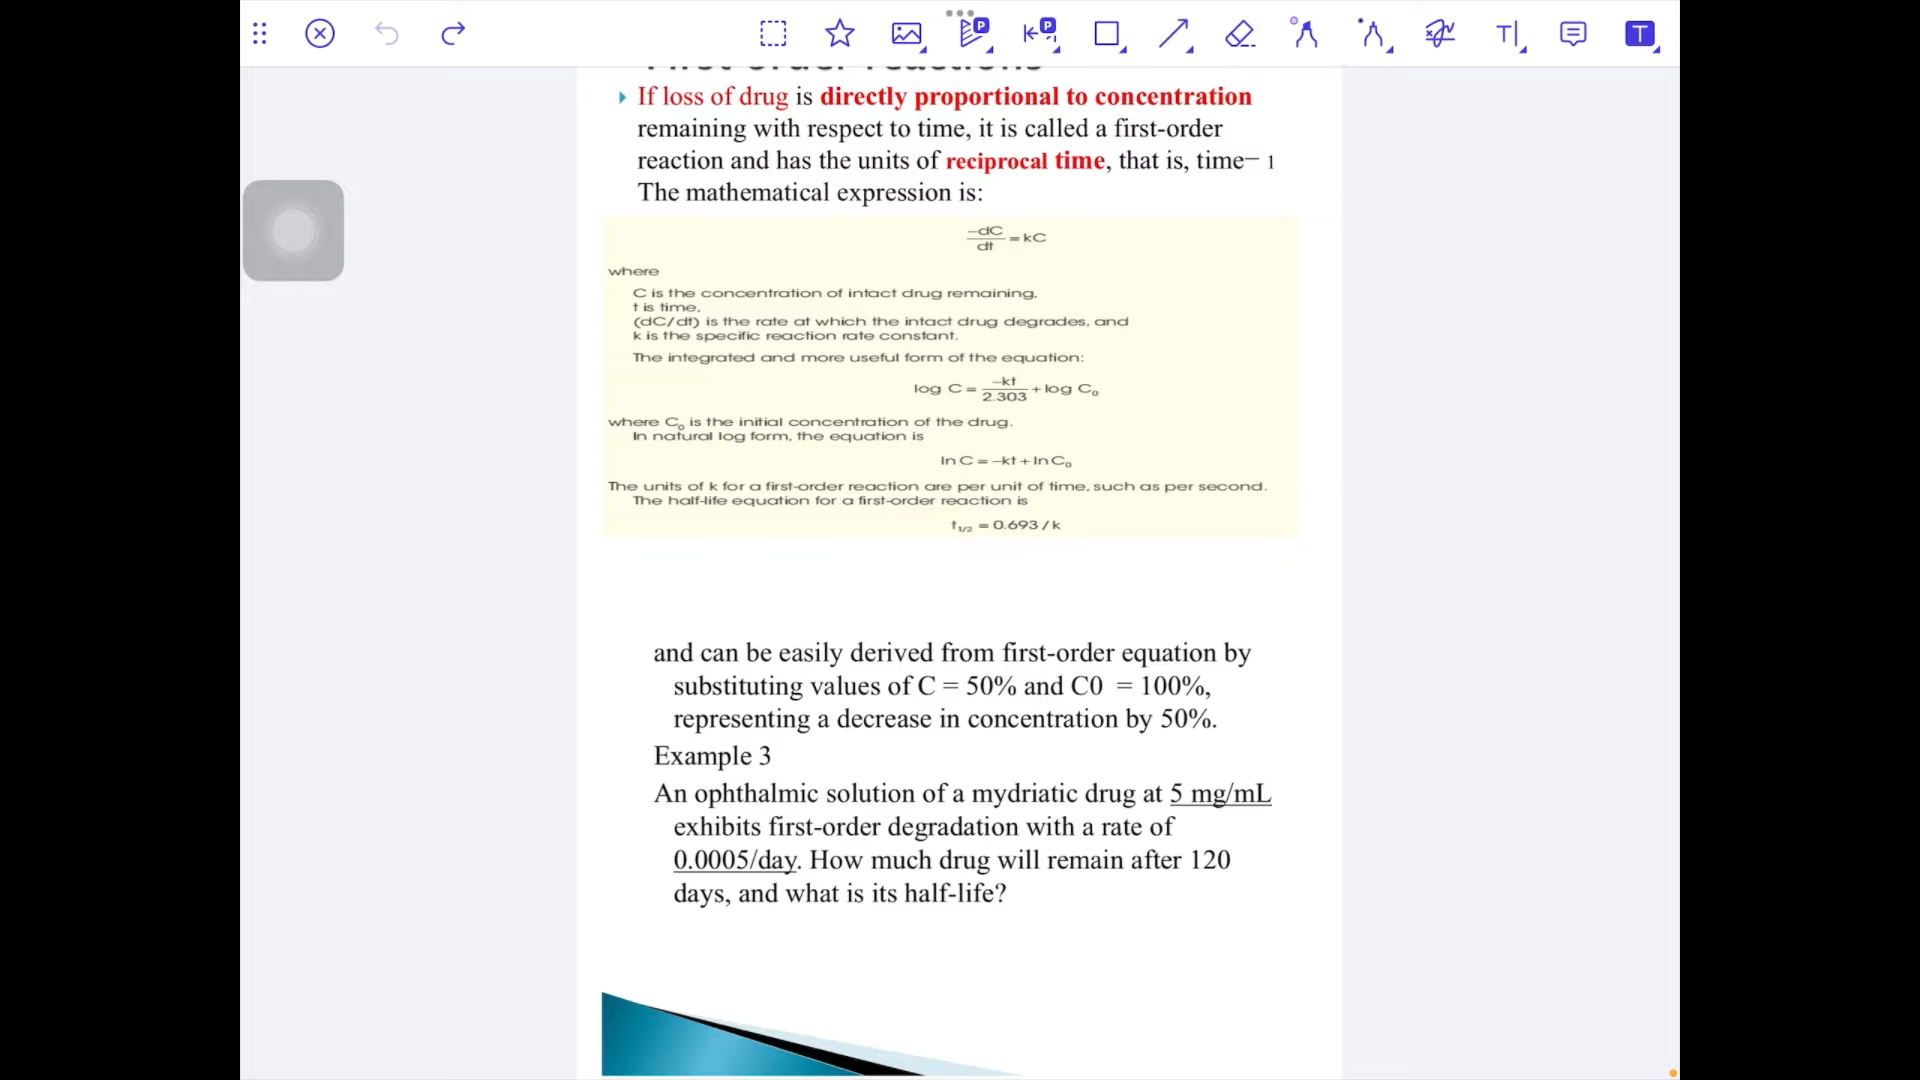 First-order reactions
If loss of drug is directly proportional to concentration
remaining with respect to time, it is called a first-order
reaction and has the units of reciprocal time, that is, time− 1
The mathematical expression is:
−dC/dt = kC
where
C is the concentration of intact drug remaining,
t is time,
(dC/dt) is the rate at which the intact drug degrades, and
k is the specific reaction rate constant.
The integrated and more useful form of the equation:
log C = −kt/2.303 + log C₀
where C₀ is the initial concentration of the drug.
In natural log form, the equation is
ln C = −kt + ln C₀
The units of k for a first-order reaction are per unit of time, such as per second.
The half-life equation for a first-order reaction is
t1/2 = 0.693 / k
and can be easily derived from first-order equation by
substituting values of C = 50% and C0 = 100%,
representing a decrease in concentration by 50%.
Example 3
An ophthalmic solution of a mydriatic drug at 5 mg/mL
exhibits first-order degradation with a rate of
0.0005/day. How much drug will remain after 120
days, and what is its half-life?